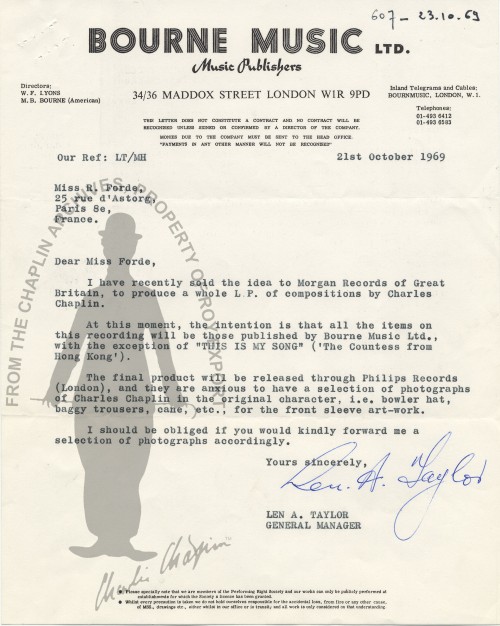 607 - 23.10.69
BOURNE MUSIC LTD.
Music Publishers
Directors;
W. F. LYONS
M. B. BOURNE (American)
34/36 MADDOX STREET LONDON W1R 9PD
Inland Telegrams and Cables;
BOURNMUSIC, LONDON, W.1.
Telephones;
01-493 6412
01-493 6583
THE LETTER DOES NOT CONSTITUTE A CONTRACT AND NO CONTRACT WILL BE
RECOGNISED UNLESS SIGNED OR CONFIRMED BY A DIRECTOR OF THE COMPANY.
MONIES DUE TO THE COMPANY MUST BE SENT TO THE HEAD OFFICE.
"PAYMENTS IN ANY OTHER MANNER WILL NOT BE RECOGNISED"
Our Ref: LT/MH
21st October 1969
Miss R. Forde,
25 rue d'Astorg,
Paris 8e,
France.
Dear Miss Forde,
I have recently sold the idea to Morgan Records of Great
Britain, to produce a whole L.P. of compositions by Charles
Chaplin.
At this moment, the intention is that all the items on
this recording will be those published by Bourne Music Ltd.,
with the exception of "THIS IS MY SONG" ('The Countess from
Hong Kong').
The final product will be released through Philips Records
(London), and they are anxious to have a selection of photographs
of Charles Chaplin in the original character, i.e. bowler hat,
baggy trousers, cane, etc., for the front sleeve art-work.
I should be obliged if you would kindly forward me a
selection of photographs accordingly.
Yours sincerely,
Len. A. Taylor
LEN A. TAYLOR
GENERAL MANAGER
FROM THE CHAPLIN ARCHIVES, PROPERTY OF ROY EXPORT
Charlie Chaplin
Please specially note that we are members of the Performing Right Society and our works can only be publicly performed at
establishments for which the Society's licence has been granted.
Whilst every precaution is taken we do not hold ourselves responsible for the accidental loss, from fire or any other cause,
of MSS., drawings etc., either whilst in our office or in transit and all work is only considered on that understanding.